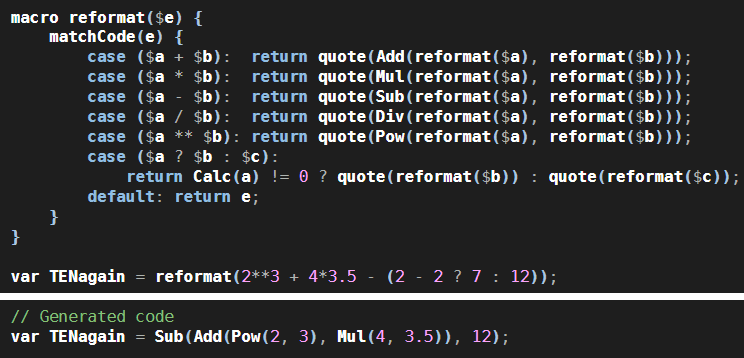 macro reformat($e) {
    matchCode(e) {
        case ($a + $b):  return quote(Add(reformat($a), reformat($b)));
        case ($a * $b):  return quote(Mul(reformat($a), reformat($b)));
        case ($a - $b):  return quote(Sub(reformat($a), reformat($b)));
        case ($a / $b):  return quote(Div(reformat($a), reformat($b)));
        case ($a ** $b): return quote(Pow(reformat($a), reformat($b)));
        case ($a ? $b : $c):
            return Calc(a) != 0 ? quote(reformat($b)) : quote(reformat($c));
        default: return e;
    }
}
var TENagain = reformat(2**3 + 4*3.5 - (2 - 2 ? 7 : 12));
// Generated code
var TENagain = Sub(Add(Pow(2, 3), Mul(4, 3.5)), 12);